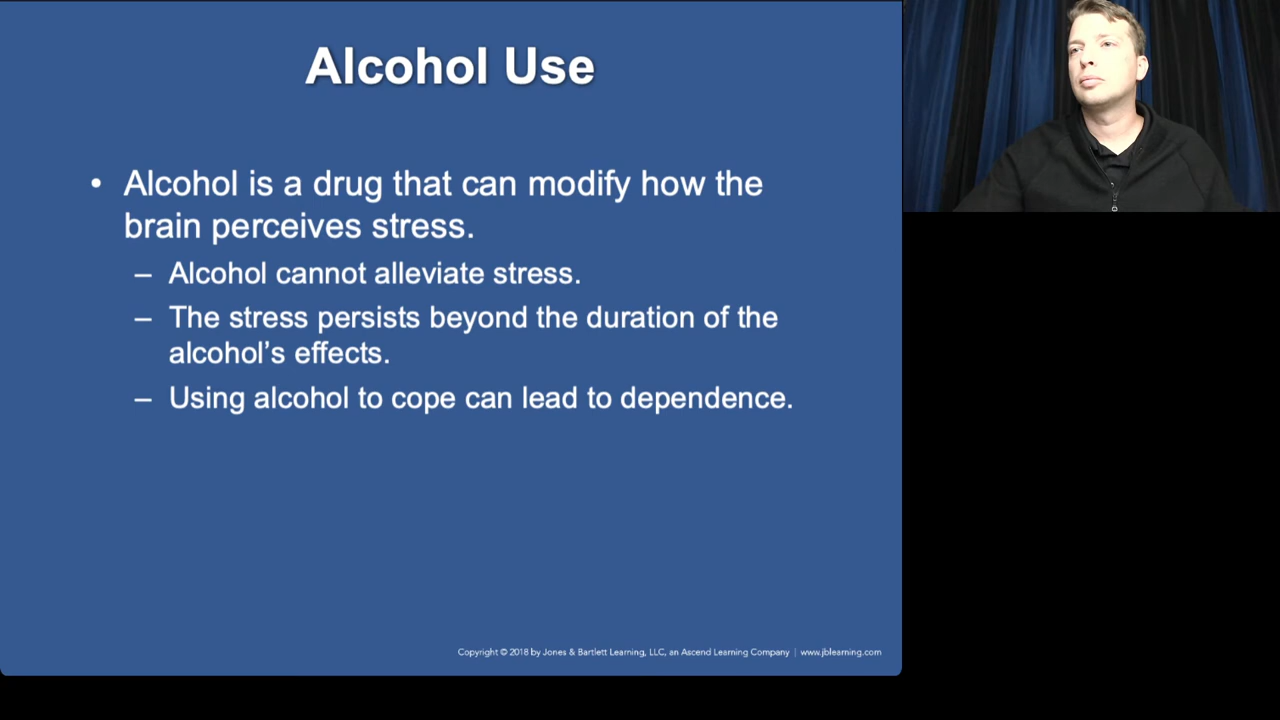 Alcohol Use
• Alcohol is a drug that can modify how the
brain perceives stress.
– Alcohol cannot alleviate stress.
– The stress persists beyond the duration of the
alcohol’s effects.
– Using alcohol to cope can lead to dependence.
Copyright © 2018 by Jones & Bartlett Learning, LLC, an Ascend Learning Company | www.jblearning.com